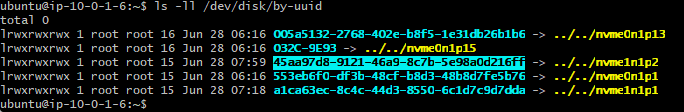 ubuntu@ip-10-0-1-6:~$ ls -ll /dev/disk/by-uuid
total 0
lrwxrwxrwx 1 root root 16 Jun 28 06:16 005a5132-2768-402e-b8f5-1e31db26b1b6 -> ../../nvme0n1p13
lrwxrwxrwx 1 root root 16 Jun 28 06:16 032C-9E93 -> ../../nvme0n1p15
lrwxrwxrwx 1 root root 15 Jun 28 07:59 45aa97d8-9121-46a9-8c7b-5e98a0d216ff -> ../../nvme1n1p2
lrwxrwxrwx 1 root root 15 Jun 28 06:16 553eb6f0-df3b-48cf-b8d3-48b8d7fe5b76 -> ../../nvme0n1p1
lrwxrwxrwx 1 root root 15 Jun 28 07:18 a1ca63ec-8c4c-44d3-8550-6c1d7c9d7dda -> ../../nvme1n1p1
ubuntu@ip-10-0-1-6:~$